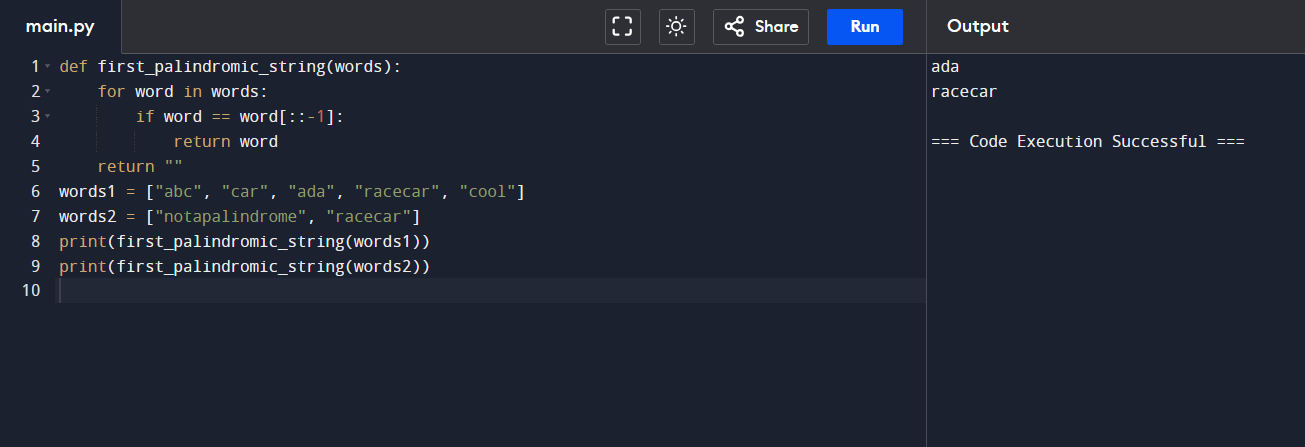 main.py
Share
Run
Output
1 def first_palindromic_string(words):
2     for word in words:
3         if word == word[::-1]:
4             return word
5     return ""
6 words1 = ["abc", "car", "ada", "racecar", "cool"]
7 words2 = ["notapalindrome", "racecar"]
8 print(first_palindromic_string(words1))
9 print(first_palindromic_string(words2))
10
ada
racecar
=== Code Execution Successful ===